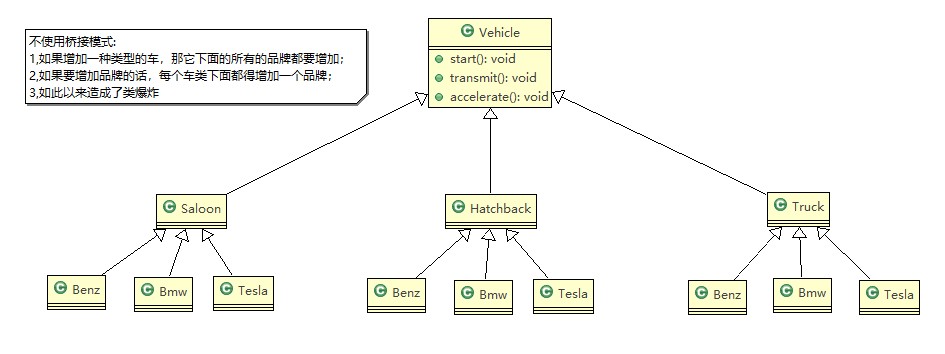 不使用桥接模式:
1,如果增加一种类型的车，那它下面的所有的品牌都要增加；
2,如果要增加品牌的话，每个车类下面都得增加一个品牌；
3,如此以来造成了类爆炸
C Vehicle
start(): void
transmit(): void
accelerate(): void
C Saloon
C Hatchback
C Truck
C Benz
C Bmw
C Tesla
C Benz
C Bmw
C Tesla
C Benz
C Bmw
C Tesla